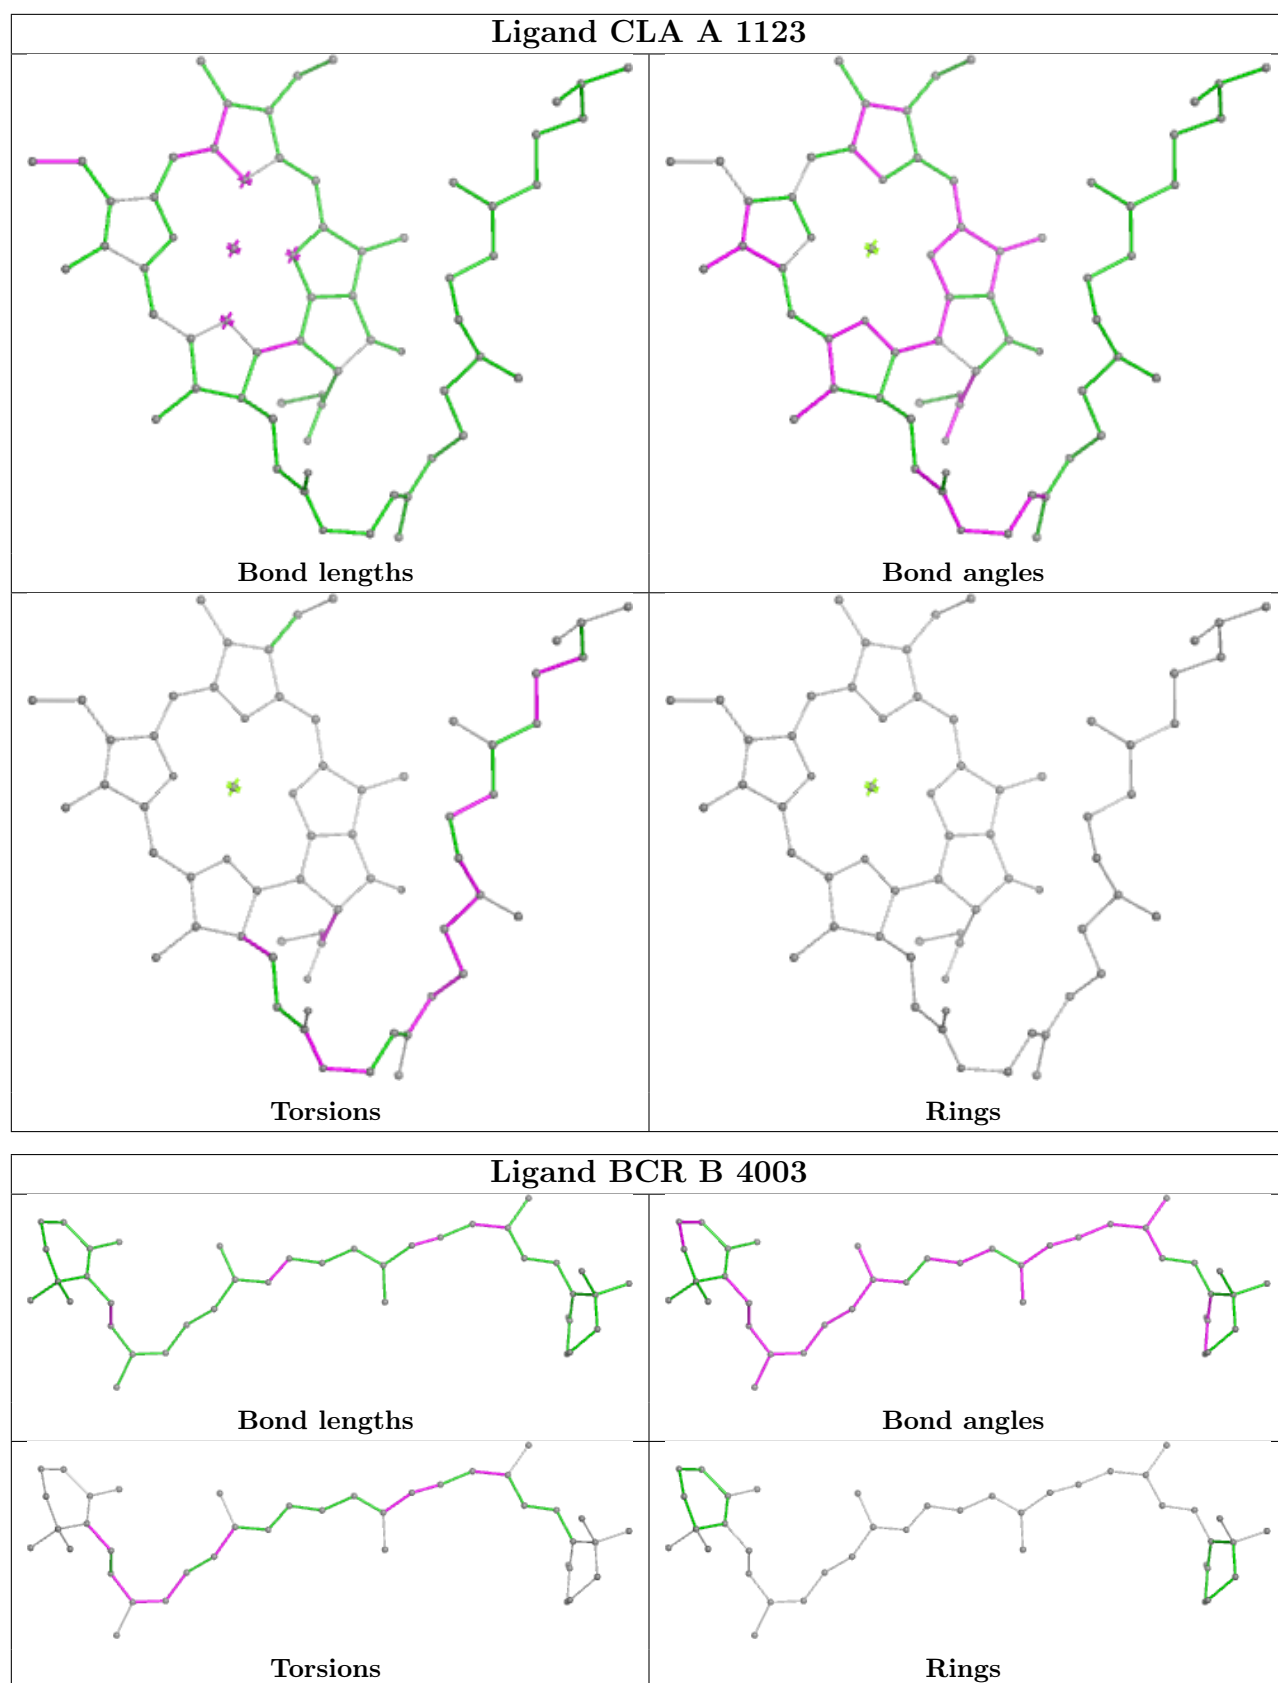 Ligand CLA A 1123
Bond lengths
Bond angles
Torsions
Rings
Ligand BCR B 4003
Bond lengths
Bond angles
Torsions
Rings